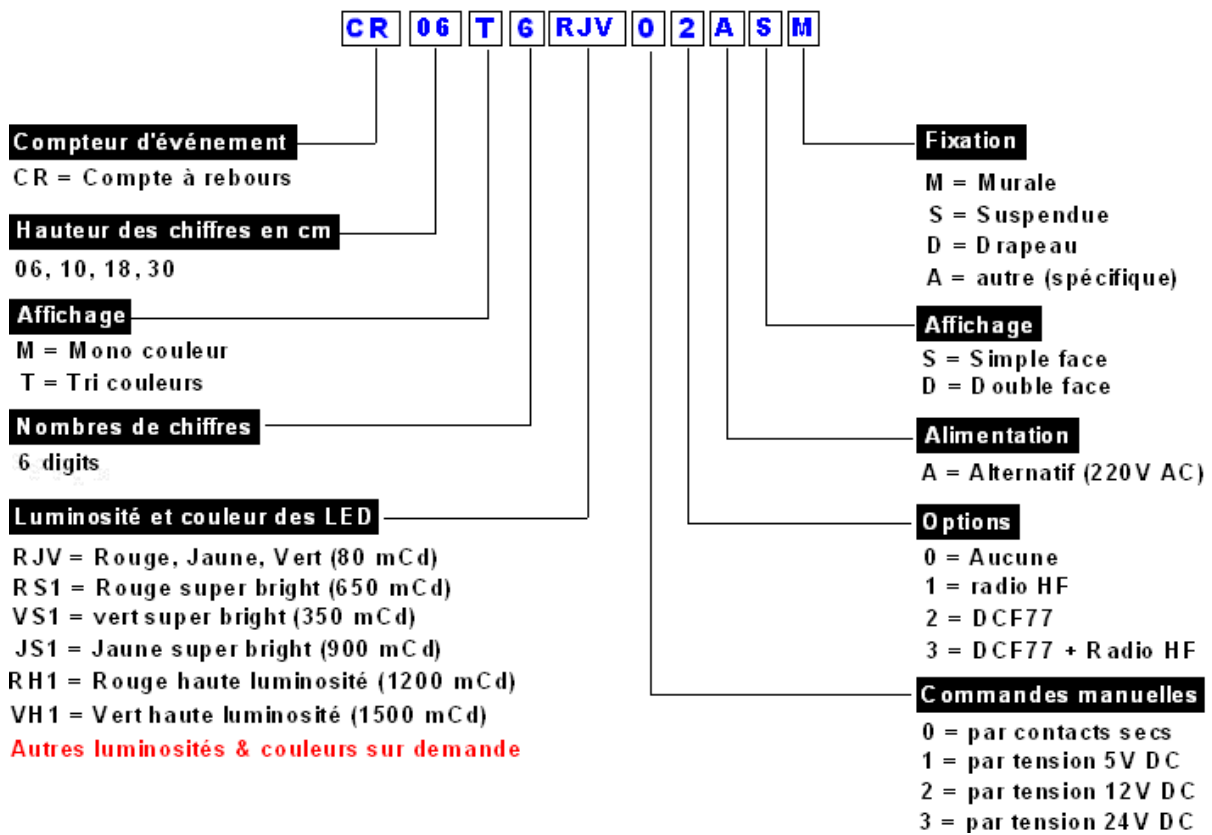 CR 06 T 6 RJV 0 2 A S M
Compteur d'événement
CR = Compte à rebours
Hauteur des chiffres en cm
06, 10, 18, 30
Affichage
M = Mono couleur
T = Tri couleurs
Nombres de chiffres
6 digits
Luminosité et couleur des LED
RJV = Rouge, Jaune, Vert (80 mCd)
RS1 = Rouge super bright (650 mCd)
VS1 = vert super bright (350 mCd)
JS1 = Jaune super bright (900 mCd)
RH1 = Rouge haute luminosité (1200 mCd)
VH1 = Vert haute luminosité (1500 mCd)
Autres luminosités & couleurs sur demande
Fixation
M = Murale
S = Suspendue
D = Drapeau
A = autre (spécifique)
Affichage
S = Simple face
D = Double face
Alimentation
A = Alternatif (220V AC)
Options
0 = Aucune
1 = radio HF
2 = DCF77
3 = DCF77 + Radio HF
Commandes manuelles
0 = par contacts secs
1 = par tension 5V DC
2 = par tension 12V DC
3 = par tension 24V DC